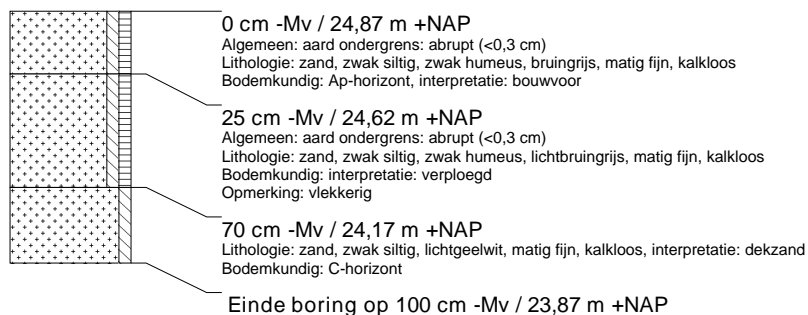 0 cm -Mv / 24,87 m +NAP
Algemeen: aard ondergrens: abrupt (<0,3 cm)
Lithologie: zand, zwak siltig, zwak humeus, bruingrijs, matig fijn, kalkloos
Bodemkundig: Ap-horizont, interpretatie: bouwvoor
25 cm -Mv / 24,62 m +NAP
Algemeen: aard ondergrens: abrupt (<0,3 cm)
Lithologie: zand, zwak siltig, zwak humeus, lichtbruingrijs, matig fijn, kalkloos
Bodemkundig: interpretatie: verploegd
Opmerking: vlekkerig
70 cm -Mv / 24,17 m +NAP
Lithologie: zand, zwak siltig, lichtgeelwit, matig fijn, kalkloos, interpretatie: dekzand
Bodemkundig: C-horizont
Einde boring op 100 cm -Mv / 23,87 m +NAP